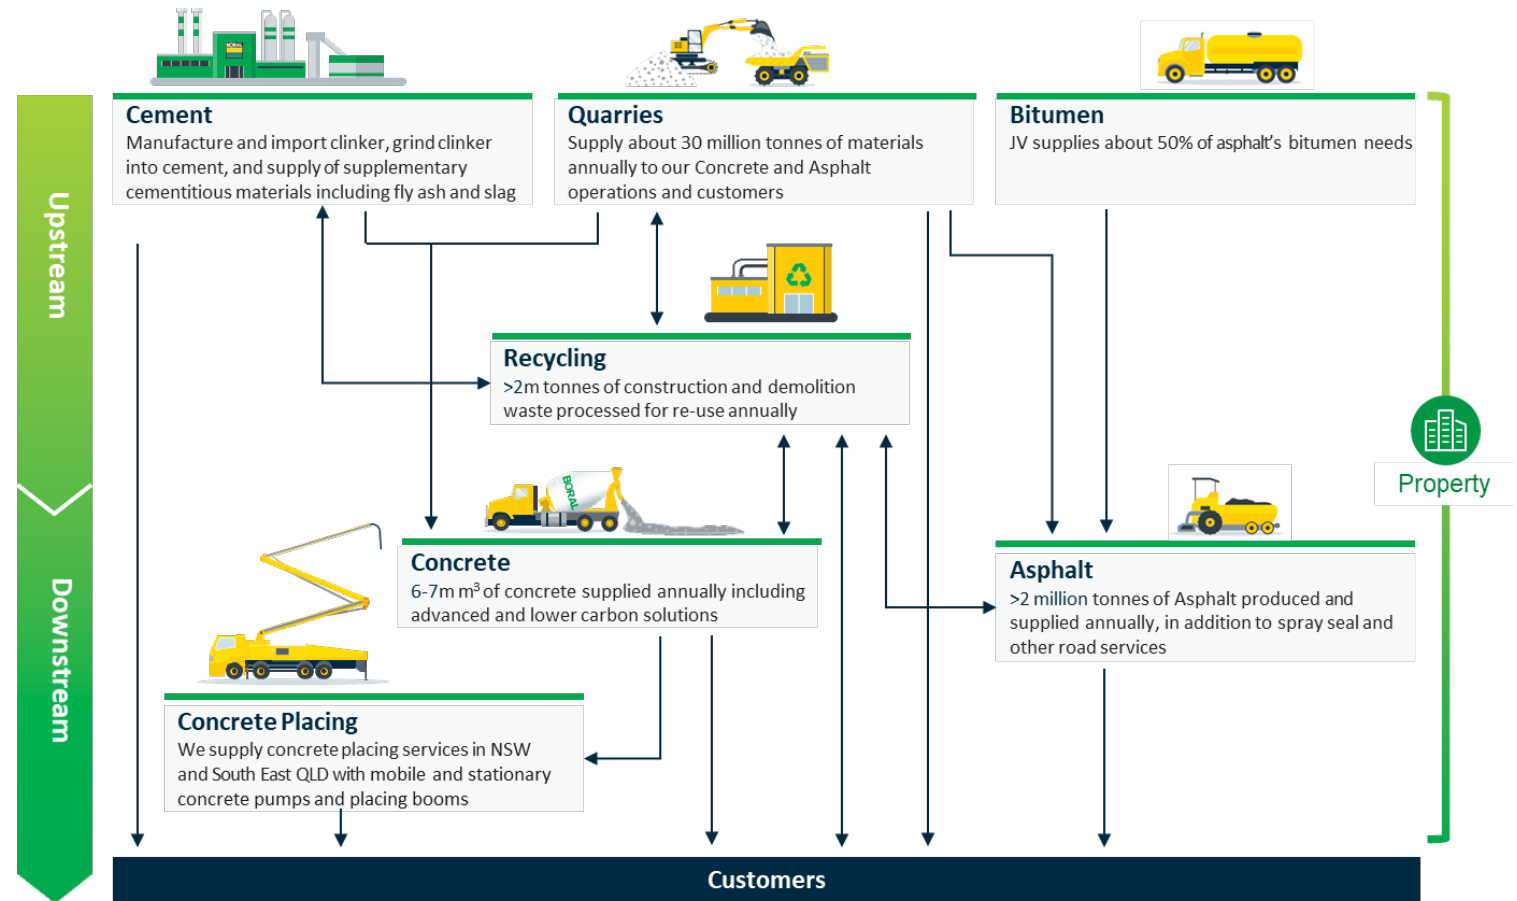 BORAL
Cement
Manufacture and import clinker, grind clinker
into cement, and supply of supplementary
cementitious materials including fly ash and slag
Quarries
Supply about 30 million tonnes of materials
annually to our Concrete and Asphalt
operations and customers
Bitumen
JV supplies about 50% of asphalt's bitumen needs
Upstream
Recycling
>2m tonnes of construction and demolition
waste processed for re-use annually
Property
BORAL
Concrete
6-7m m³ of concrete supplied annually including
advanced and lower carbon solutions
Asphalt
>2 million tonnes of Asphalt produced and
supplied annually, in addition to spray seal and
other road services
Downstream
Concrete Placing
We supply concrete placing services in NSW
and South East QLD with mobile and stationary
concrete pumps and placing booms
Customers